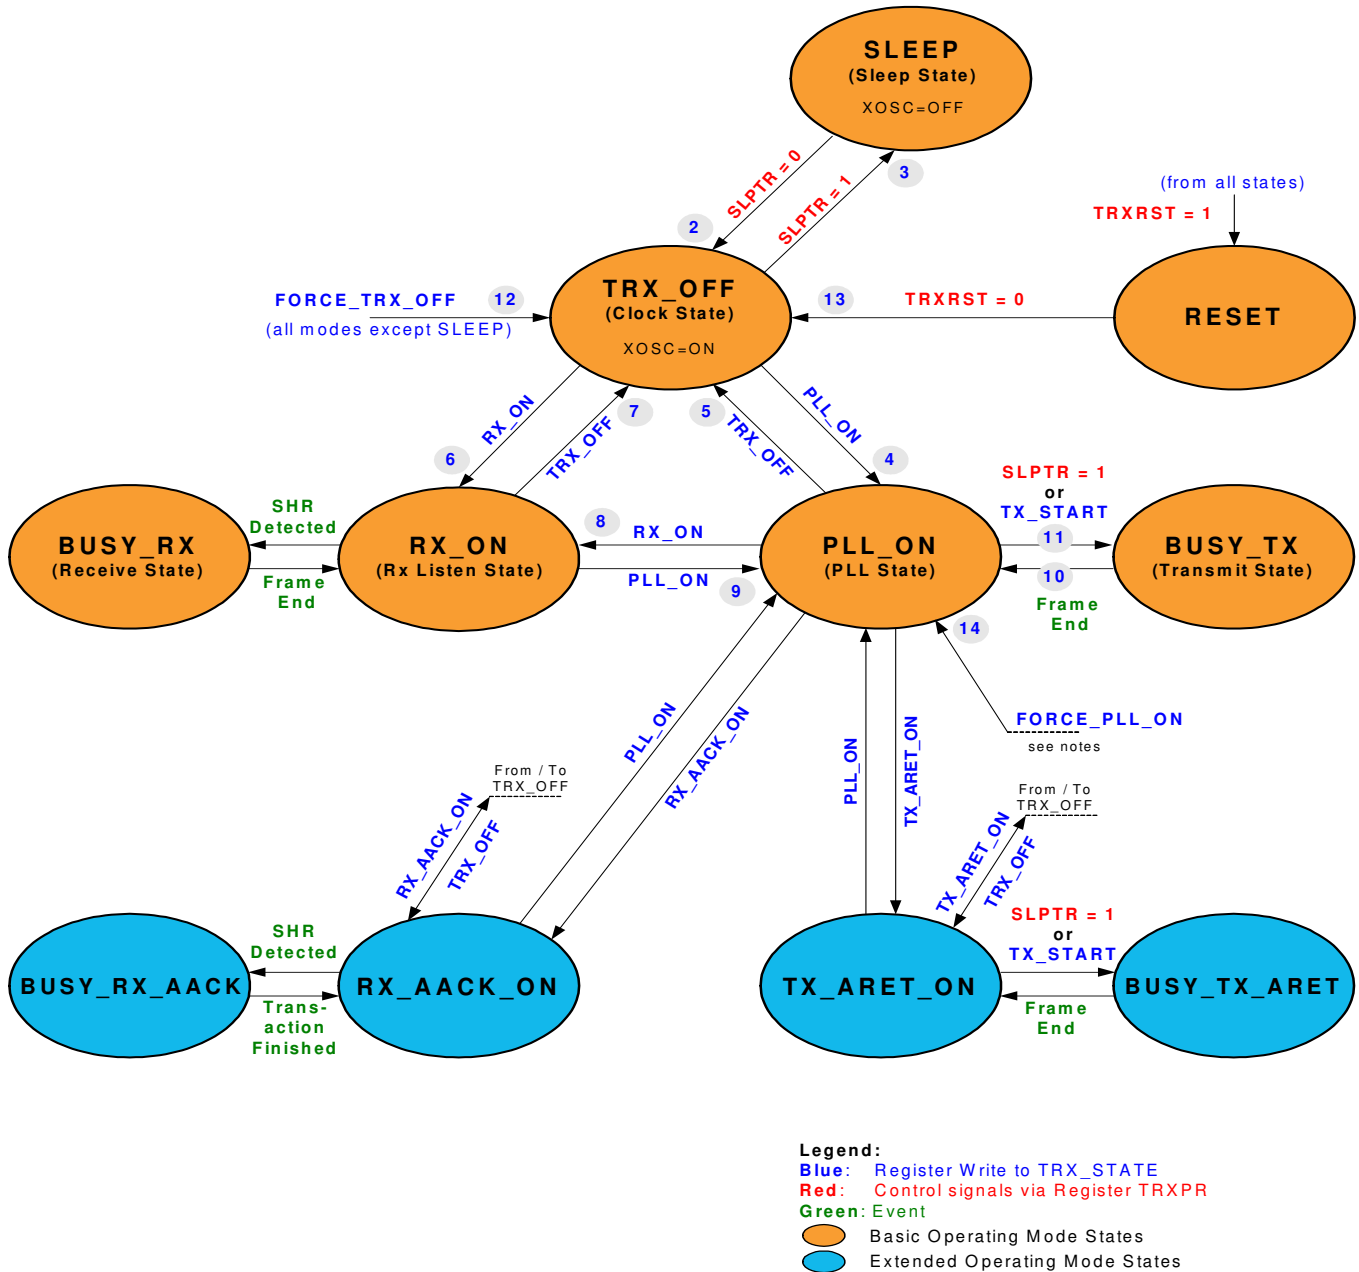 SLEEP
(Sleep State)
XOSC=OFF
SLPTR = 0
SLPTR = 1
3
2
(from all states)
TRXRST = 1
FORCE_TRX_OFF
12
(all modes except SLEEP)
TRX_OFF
(Clock State)
XOSC=ON
13
TRXRST = 0
RESET
RX_ON
7
TRX_OFF
6
5
TRX_OFF
PLL_ON
4
SLPTR = 1
or
TX_START
SHR
Detected
BUSY_RX
(Receive State)
Frame
End
RX_ON
(Rx Listen State)
8
RX_ON
PLL_ON
9
PLL_ON
(PLL State)
11
10
Frame
End
BUSY_TX
(Transmit State)
14
FORCE_PLL_ON
see notes
PLL_ON
RX_AACK_ON
PLL_ON
TX_ARET_ON
From / To
TRX_OFF
RX_AACK_ON
TRX_OFF
From / To
TRX_OFF
TX_ARET_ON
TRX_OFF
SHR
Detected
BUSY_RX_AACK
Trans-
action
Finished
RX_AACK_ON
TX_ARET_ON
SLPTR = 1
or
TX_START
Frame
End
BUSY_TX_ARET
Legend:
Blue: Register Write to TRX_STATE
Red: Control signals via Register TRXPR
Green: Event
Basic Operating Mode States
Extended Operating Mode States